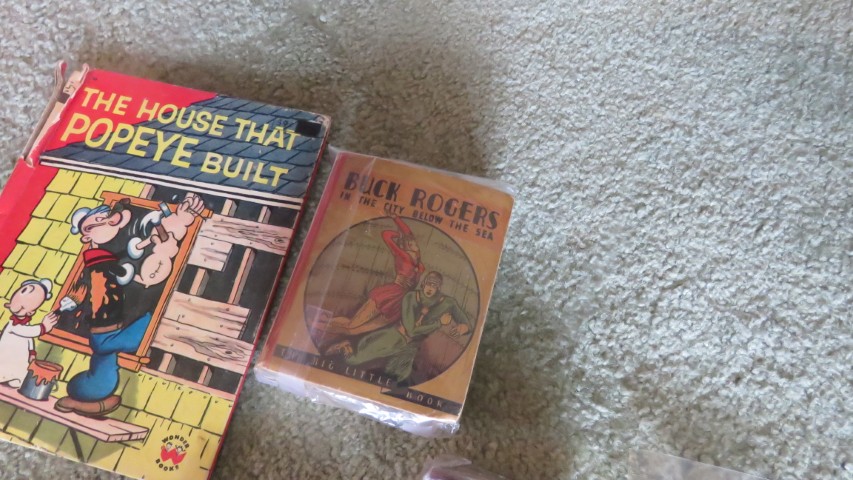 THE HOUSE THAT
POPEYE BUILT
WONDER
BOOKS
BUCK ROGERS
IN THE CITY BELOW THE SEA
BIG LITTLE BOOK